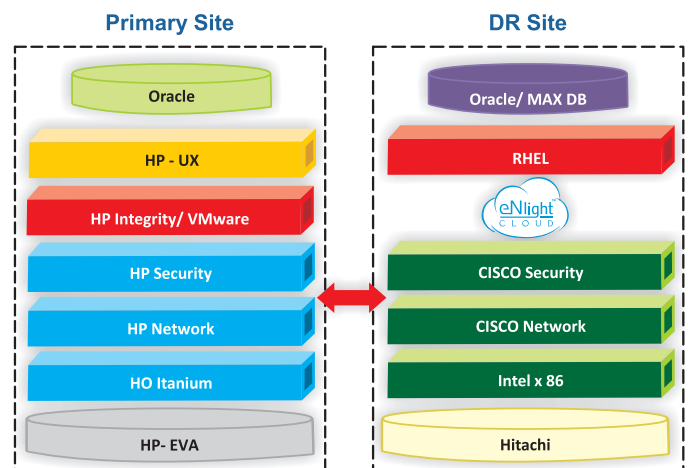 Primary Site
Oracle
HP - UX
HP Integrity/ VMware
HP Security
HP Network
HO Itanium
HP- EVA
DR Site
Oracle/ MAX DB
RHEL
eNlight
CLOUD
CISCO Security
CISCO Network
Intel x 86
Hitachi